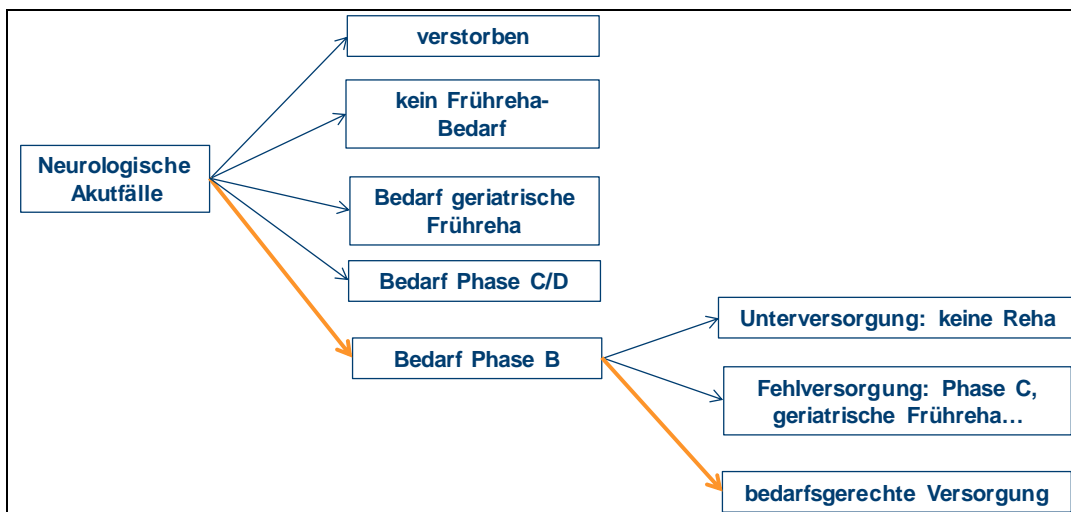 verstorben
kein Frühreha-
Bedarf
Neurologische
Akutfälle
Bedarf geriatrische
Frühreha
Bedarf Phase C/D
Bedarf Phase B
Unterversorgung: keine Reha
Fehlversorgung: Phase C,
geriatrische Frühreha…
bedarfsgerechte Versorgung